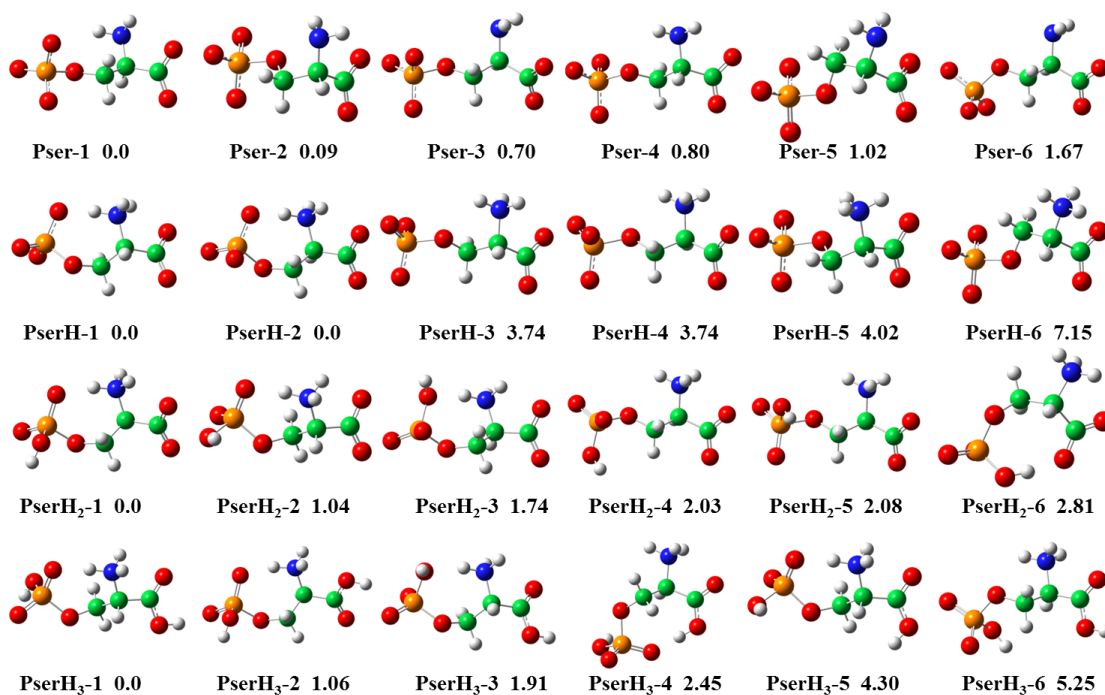 Pser-1 0.0 Pser-2 0.09 Pser-3 0.70 Pser-4 0.80 Pser-5 1.02 Pser-6 1.67
PserH-1 0.0 PserH-2 0.0 PserH-3 3.74 PserH-4 3.74 PserH-5 4.02 PserH-6 7.15
PserH₂-1 0.0 PserH₂-2 1.04 PserH₂-3 1.74 PserH₂-4 2.03 PserH₂-5 2.08 PserH₂-6 2.81
PserH₃-1 0.0 PserH₃-2 1.06 PserH₃-3 1.91 PserH₃-4 2.45 PserH₃-5 4.30 PserH₃-6 5.25